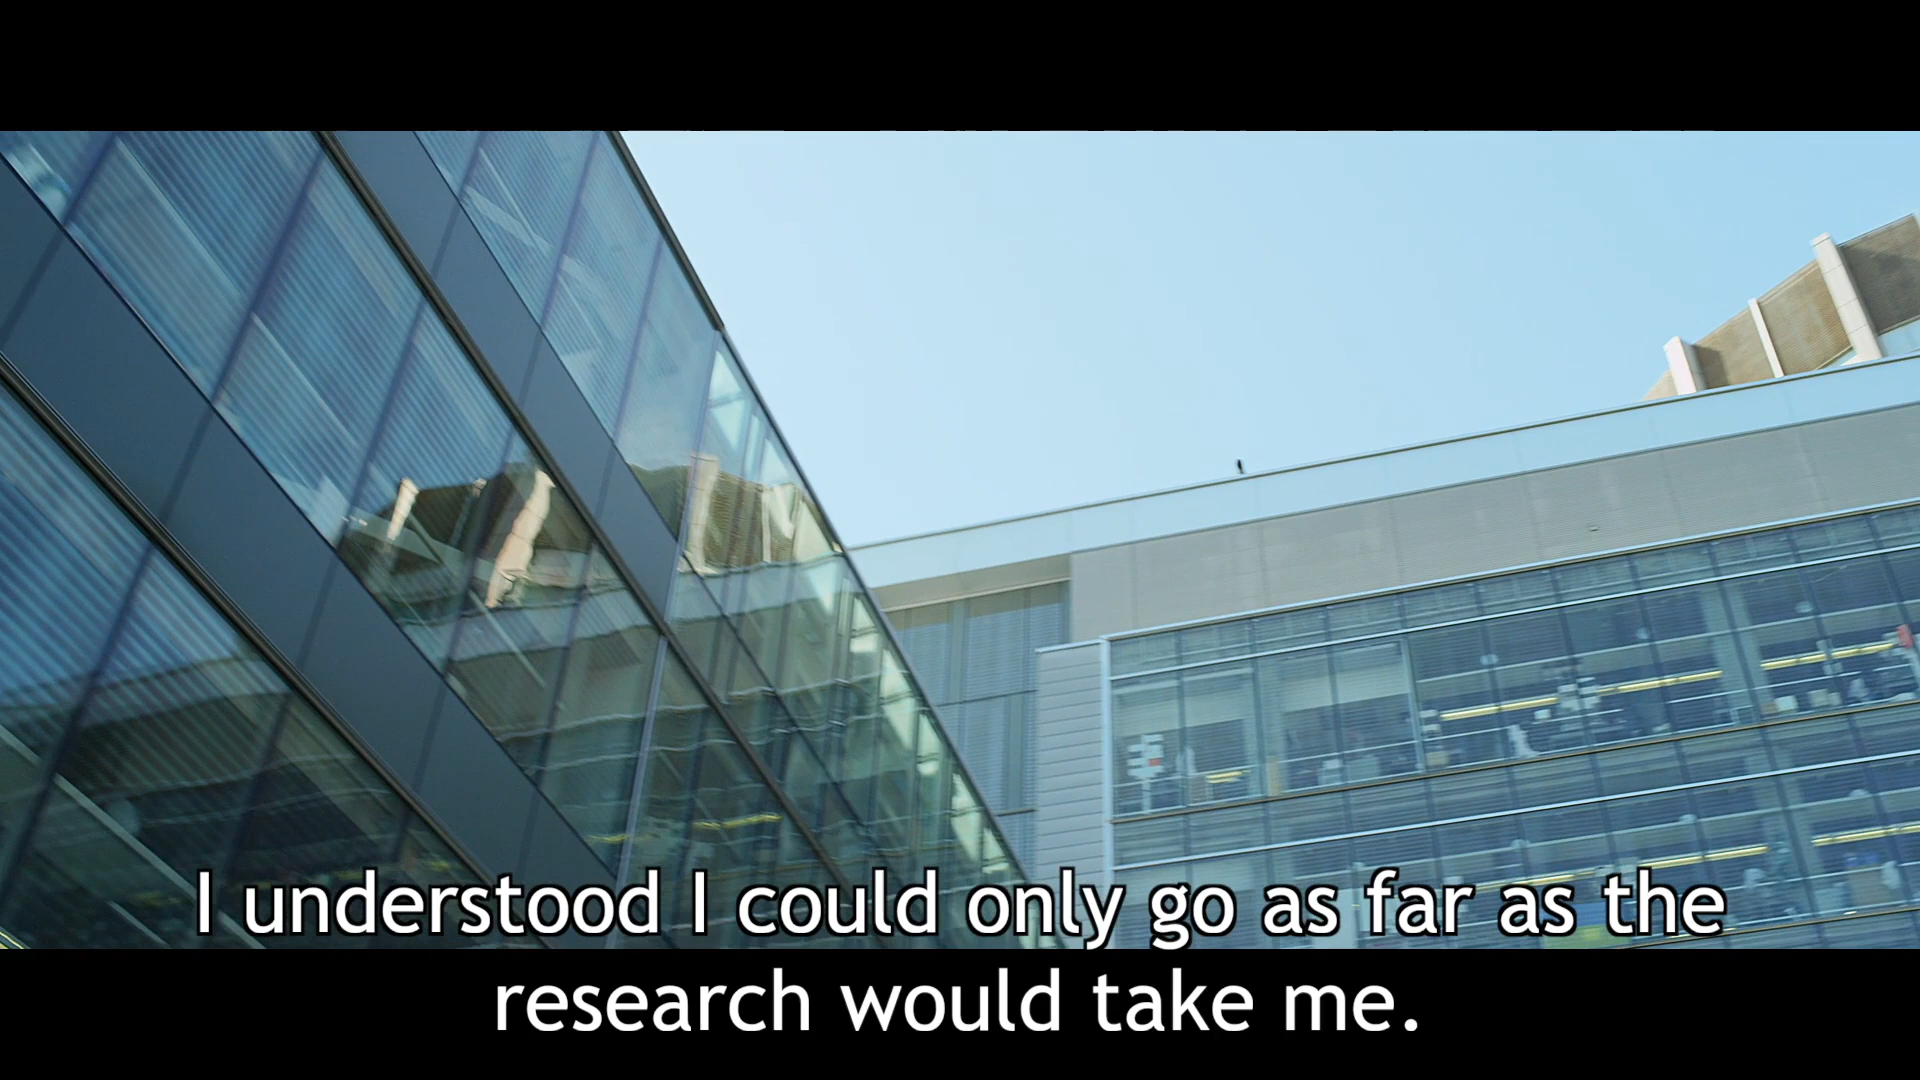 I understood I could only go as far as the
research would take me.